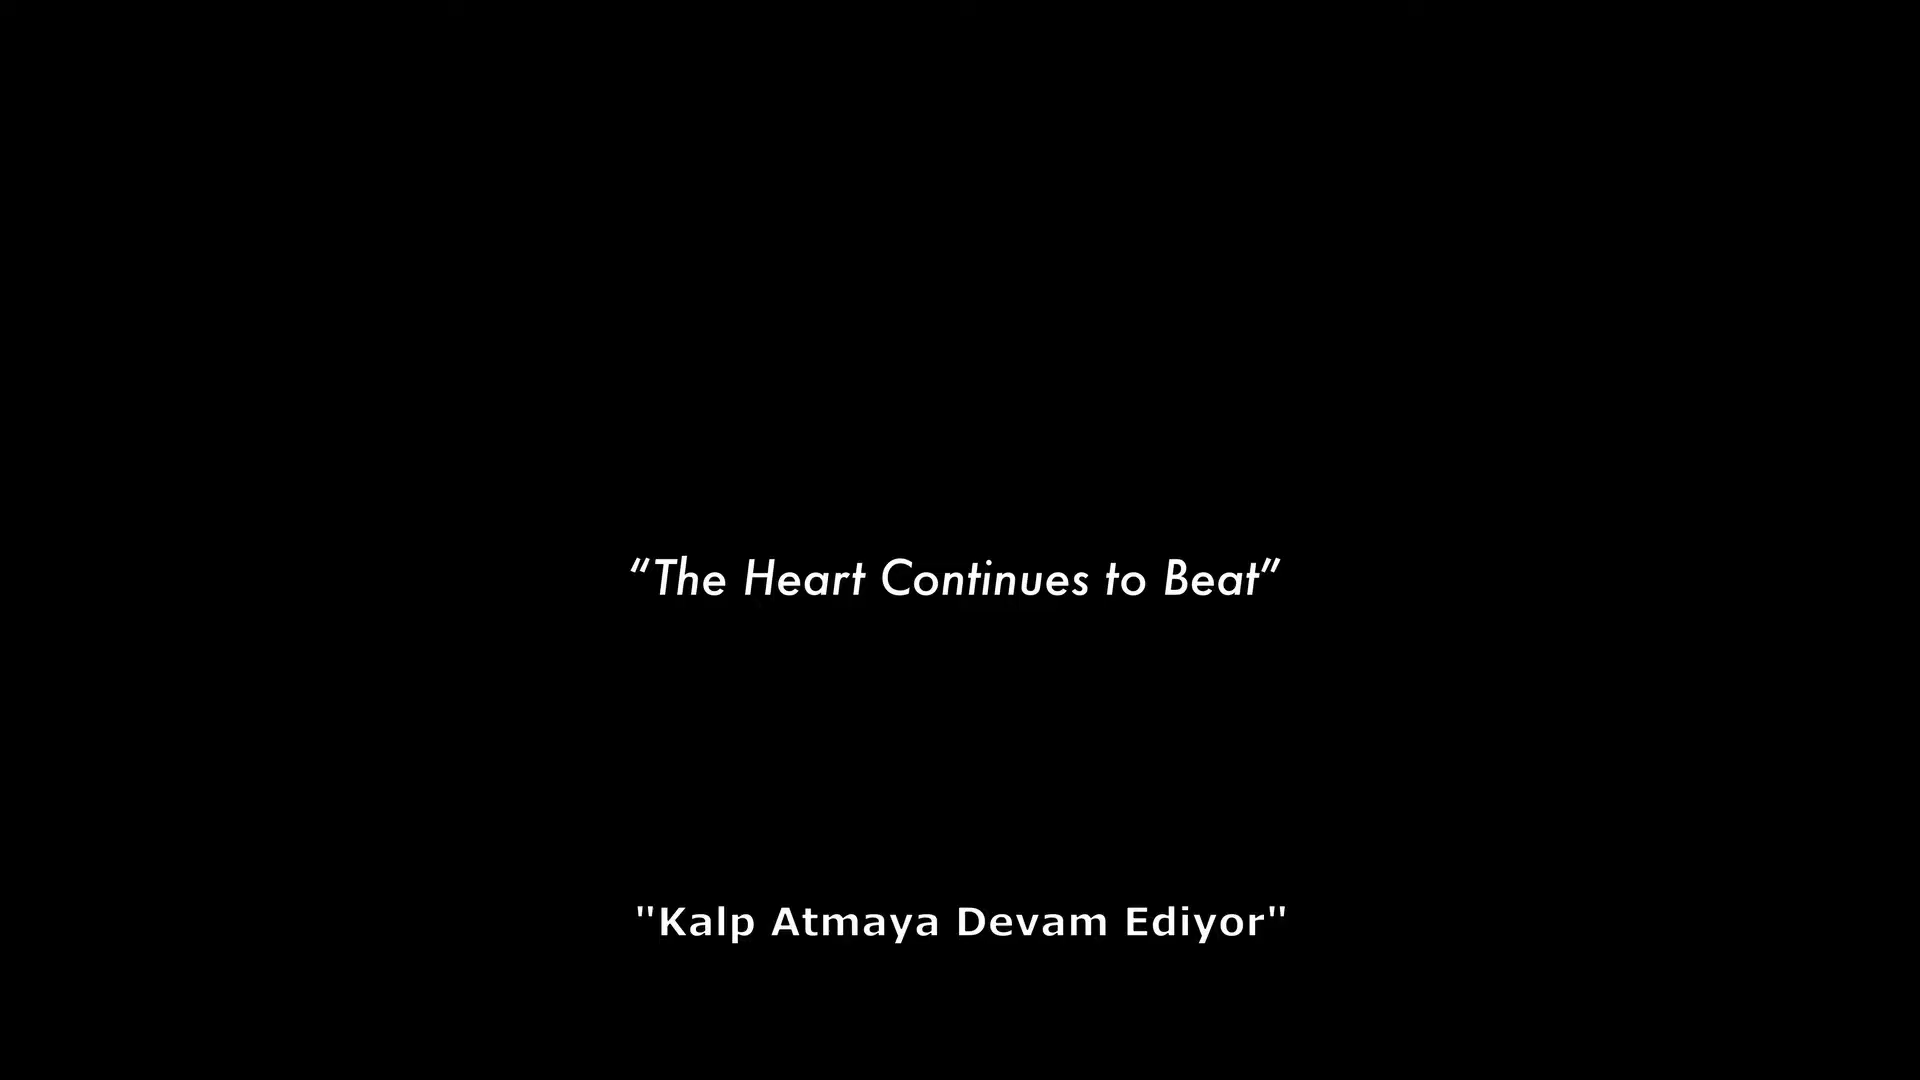 “The Heart Continues to Beat”
"Kalp Atmaya Devam Ediyor"